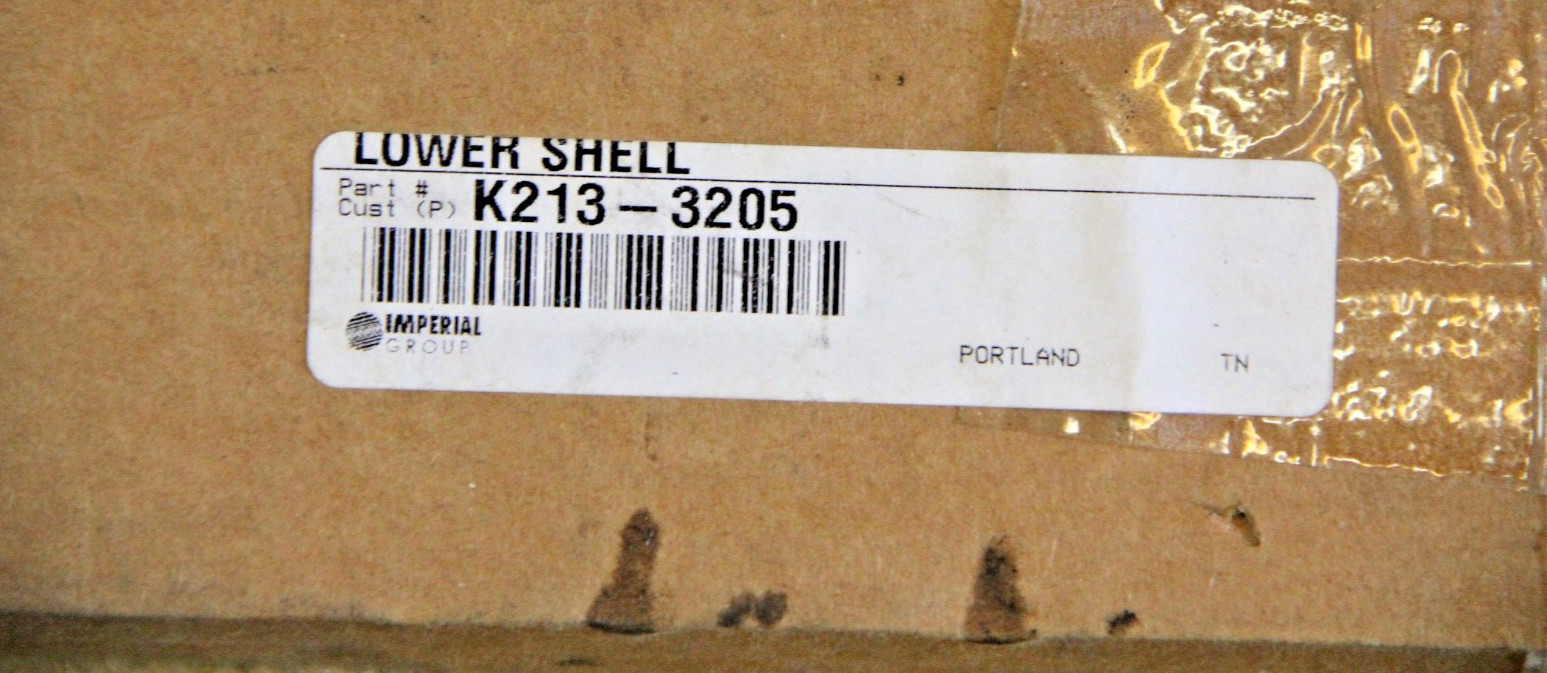 LOWER SHELL
Part # 
Cust (P) K213-3205
IMPERIAL
GROUP
PORTLAND TN